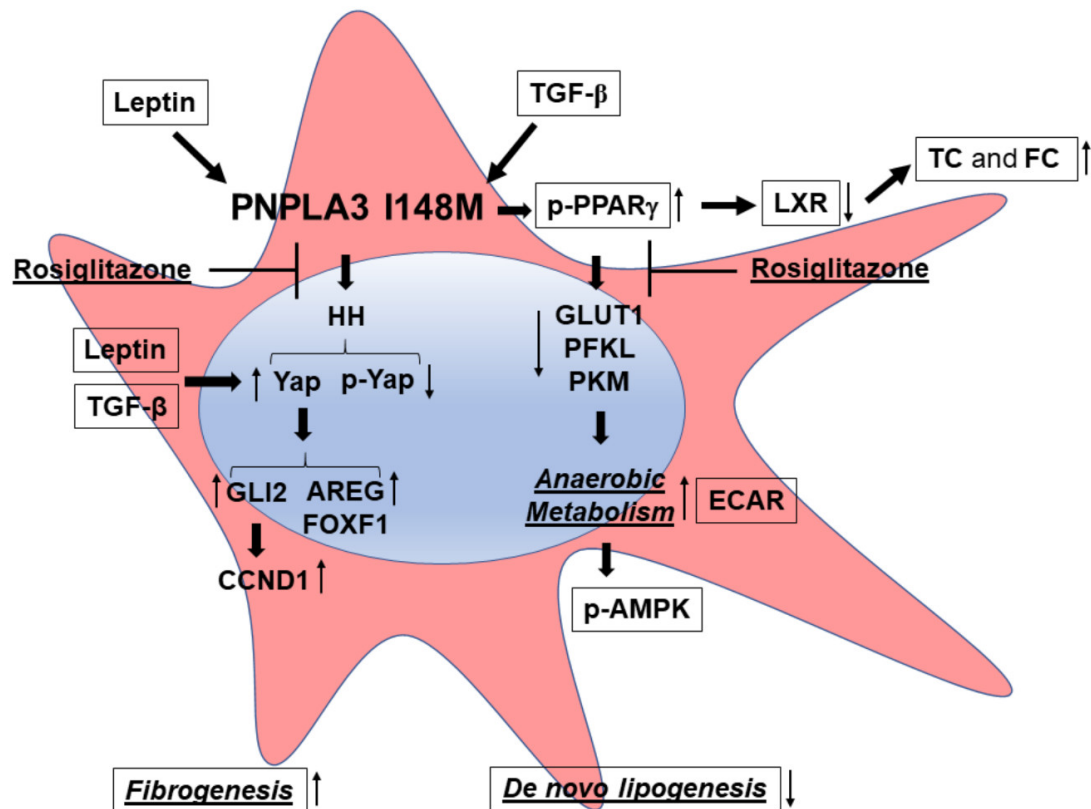 Leptin
TGF-β
PNPLA3 I148M
p-PPARγ ↑
LXR ↓
TC and FC ↑
Rosiglitazone
Rosiglitazone
HH
GLUT1
PFKL
PKM
↓
Leptin
TGF-β
↑ Yap
p-Yap ↓
↑ GLI2
AREG ↑
FOXF1
CCND1 ↑
Anaerobic
Metabolism ↑
ECAR
p-AMPK
Fibrogenesis ↑
De novo lipogenesis ↓